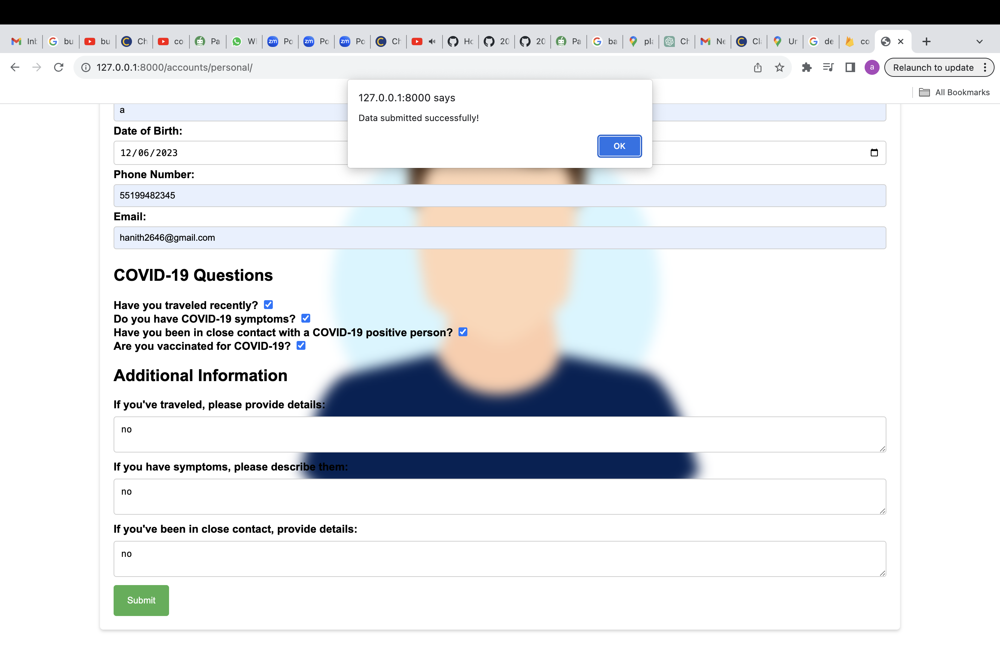 Inb
bu
bu
Ch
co
Pa
Wh
zm Po
zm Po
zm Po
Ch
Hc
20
20
Pa
ba
pla
Ch
Ne
Cla
Ur
de
co
127.0.0.1:8000/accounts/personal/
a
Relaunch to update
All Bookmarks
127.0.0.1:8000 says
Data submitted successfully!
OK
a
Date of Birth:
12/06/2023
Phone Number:
55199482345
Email:
hanith2646@gmail.com
COVID-19 Questions
Have you traveled recently?
Do you have COVID-19 symptoms?
Have you been in close contact with a COVID-19 positive person?
Are you vaccinated for COVID-19?
Additional Information
If you've traveled, please provide details:
no
If you have symptoms, please describe them:
no
If you've been in close contact, provide details:
no
Submit